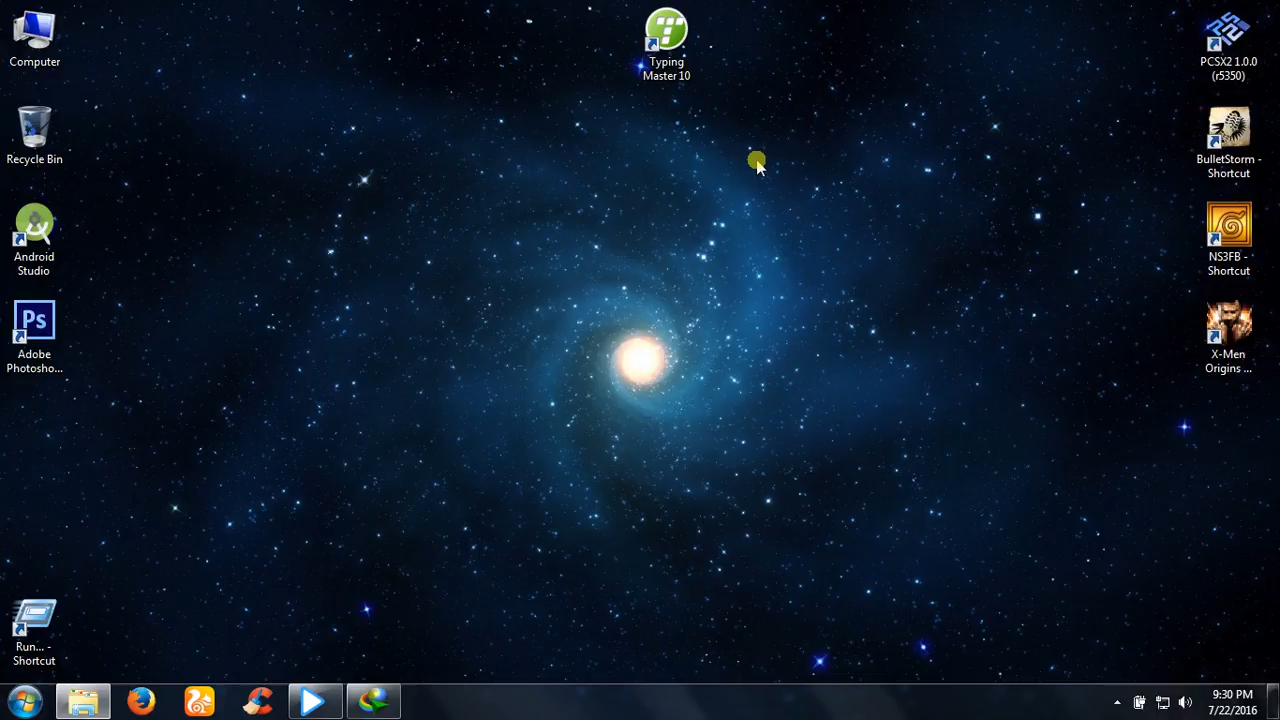 Computer
Typing
Master 10
PCSX2 1.0.0
(r5350)
Recycle Bin
BulletStorm -
Shortcut
Android
Studio
NS3FB -
Shortcut
Ps
Adobe
Photosho...
X-Men
Origins ...
Run... -
Shortcut
9:30 PM
7/22/2016